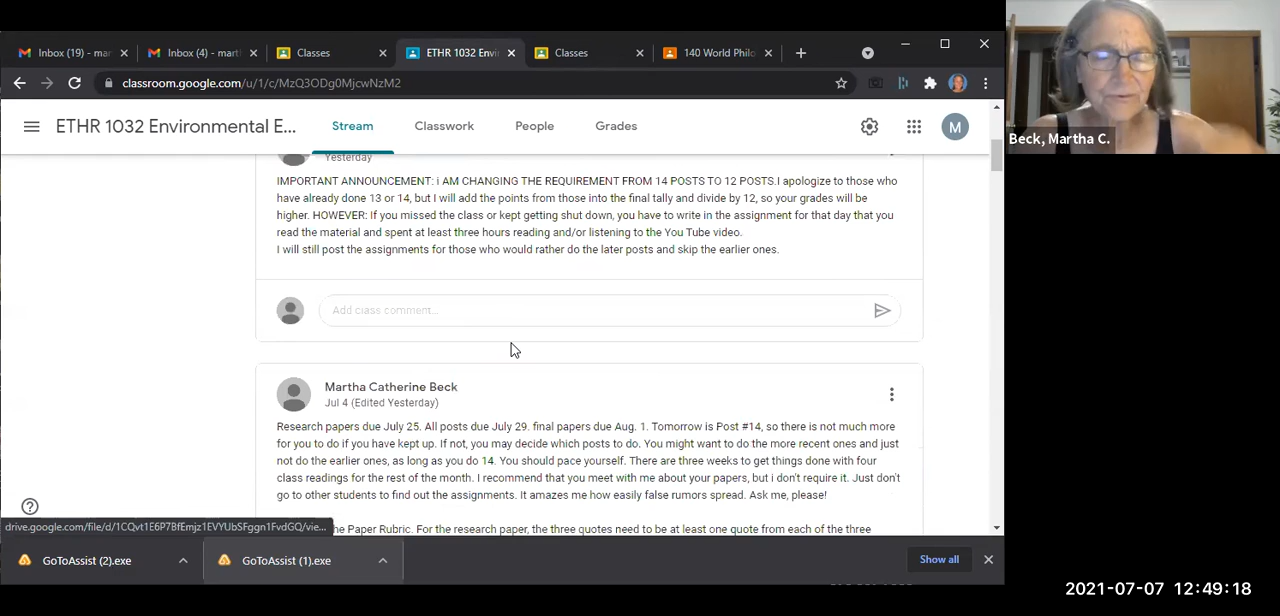 Inbox (19) - mar
Inbox (4) - mart
Classes
ETHR 1032 Envi
Classes
140 World Philo
classroom.google.com/u/1/c/MzQ3ODg0MjcwNzM2
Beck, Martha C.
ETHR 1032 Environmental E...
Stream
Classwork
People
Grades
M
Yesterday
IMPORTANT ANNOUNCEMENT: i AM CHANGING THE REQUIREMENT FROM 14 POSTS TO 12 POSTS.I apologize to those who
have already done 13 or 14, but I will add the points from those into the final tally and divide by 12, so your grades will be
higher. HOWEVER: If you missed the class or kept getting shut down, you have to write in the assignment for that day that you
read the material and spent at least three hours reading and/or listening to the You Tube video.
I will still post the assignments for those who would rather do the later posts and skip the earlier ones.
Add class comment...
Martha Catherine Beck
Jul 4 (Edited Yesterday)
Research papers due July 25. All posts due July 29. final papers due Aug. 1. Tomorrow is Post #14, so there is not much more
for you to do if you have kept up. If not, you may decide which posts to do. You might want to do the more recent ones and just
not do the earlier ones, as long as you do 14. You should pace yourself. There are three weeks to get things done with four
class readings for the rest of the month. I recommend that you meet with me about your papers, but i don't require it. Just don't
go to other students to find out the assignments. It amazes me how easily false rumors spread. Ask me, please!
he Paper Rubric. For the research paper, the three quotes need to be at least one quote from each of the three
drive.google.com/file/d/1CQvt1E6P78fEmjz1EVYUbSFggn1FvdGQ/vie...
GoToAssist (2).exe
GoToAssist (1).exe
Show all
2021-07-07 12:49:18